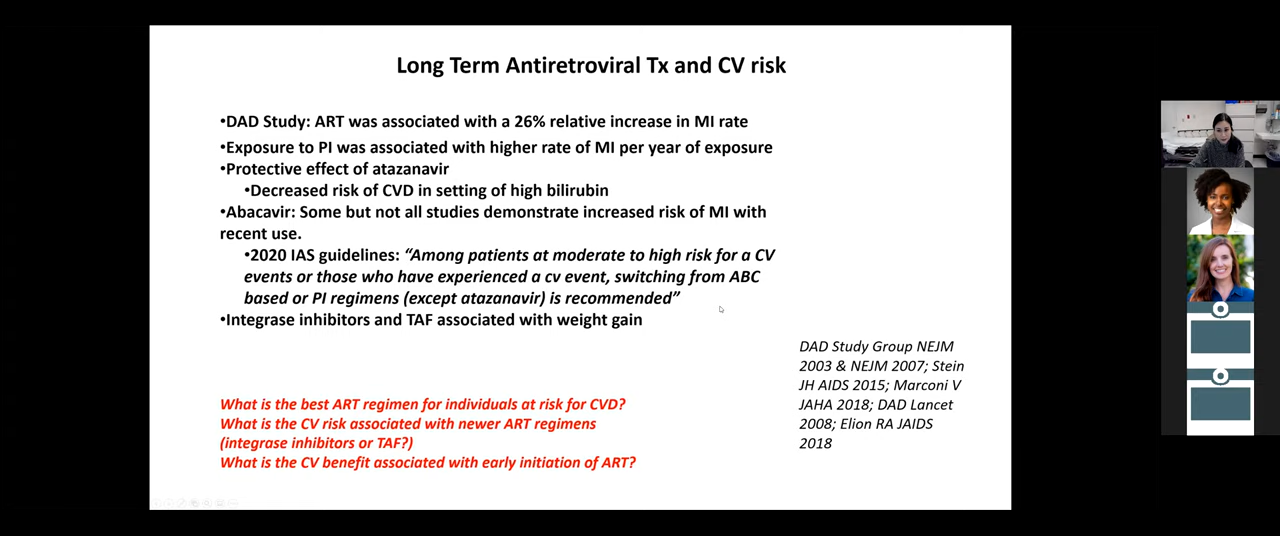 Long Term Antiretroviral Tx and CV risk
•DAD Study: ART was associated with a 26% relative increase in MI rate
•Exposure to PI was associated with higher rate of MI per year of exposure
•Protective effect of atazanavir
•Decreased risk of CVD in setting of high bilirubin
•Abacavir: Some but not all studies demonstrate increased risk of MI with
recent use.
•2020 IAS guidelines: “Among patients at moderate to high risk for a CV
events or those who have experienced a cv event, switching from ABC
based or PI regimens (except atazanavir) is recommended”
•Integrase inhibitors and TAF associated with weight gain
DAD Study Group NEJM
2003 & NEJM 2007; Stein
JH AIDS 2015; Marconi V
JAHA 2018; DAD Lancet
2008; Elion RA JAIDS
2018
What is the best ART regimen for individuals at risk for CVD?
What is the CV risk associated with newer ART regimens
(integrase inhibitors or TAF?)
What is the CV benefit associated with early initiation of ART?